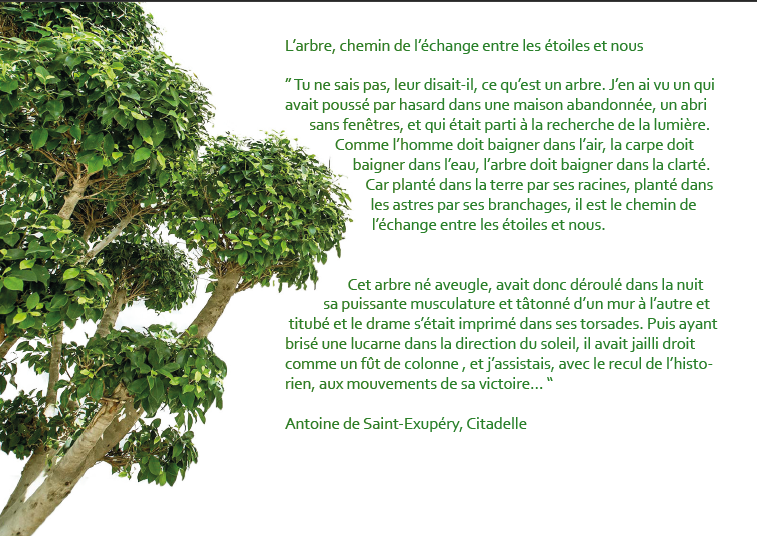 L’arbre, chemin de l’échange entre les étoiles et nous
” Tu ne sais pas, leur disait-il, ce qu’est un arbre. J’en ai vu un qui
avait poussé par hasard dans une maison abandonnée, un abri
sans fenêtres, et qui était parti à la recherche de la lumière.
Comme l’homme doit baigner dans l’air, la carpe doit
baigner dans l’eau, l’arbre doit baigner dans la clarté.
Car planté dans la terre par ses racines, planté dans
les astres par ses branchages, il est le chemin de
l’échange entre les étoiles et nous.
Cet arbre né aveugle, avait donc déroulé dans la nuit
sa puissante musculature et tâtonné d’un mur à l’autre et
titubé et le drame s’était imprimé dans ses torsades. Puis ayant
brisé une lucarne dans la direction du soleil, il avait jailli droit
comme un fût de colonne , et j’assistais, avec le recul de l’histo-
rien, aux mouvements de sa victoire... “
Antoine de Saint-Exupéry, Citadelle